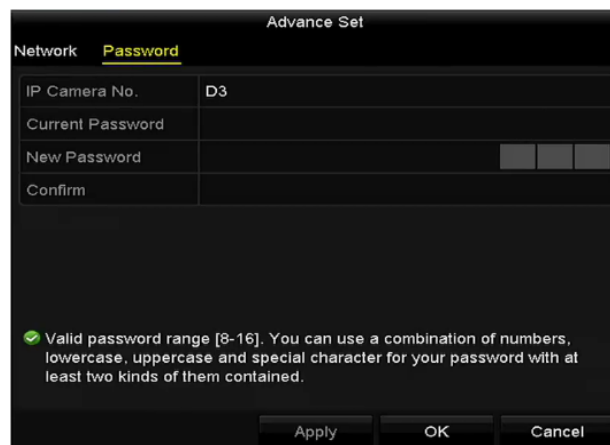 Advance Set
Network Password
IP Camera No. D3
Current Password
New Password
Confirm
Valid password range [8-16]. You can use a combination of numbers,
lowercase, uppercase and special character for your password with at
least two kinds of them contained.
Apply OK Cancel